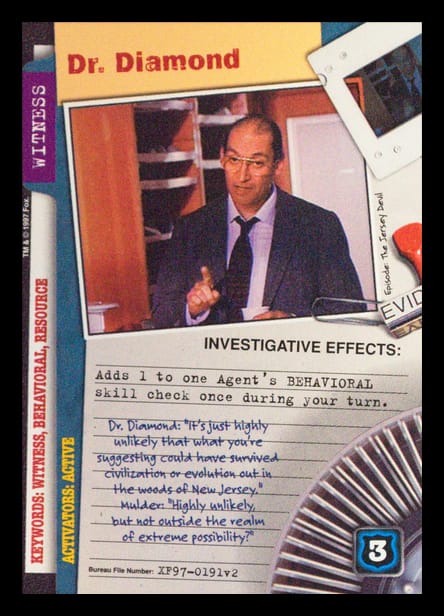 Dr. Diamond
WITNESS
TM & © 1997 Fox.
KEYWORDS: WITNESS, BEHAVIORAL, RESOURCE
ACTIVATORS: ACTIVE
Episode: The Jersey Devil
EVID
INVESTIGATIVE EFFECTS:
Adds 1 to one Agent's BEHAVIORAL
skill check once during your turn.
Dr. Diamond: "It's just highly
unlikely that what you're
suggesting could have survived
civilization or evolution out in
the woods of New Jersey."
Mulder: "Highly unlikely,
but not outside the realm
of extreme possibility?"
Bureau File Number: XF97-0191v2
3